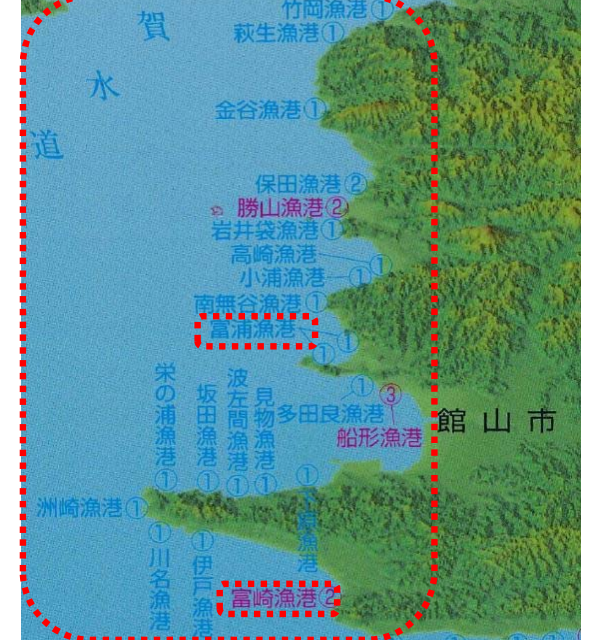 竹岡漁港①
賀
萩生漁港①
水
金谷漁港①
道
保田漁港②
勝山漁港②
岩井袋漁港①
高崎漁港①
小浦漁港①
南無谷漁港①
富浦漁港①
①
多田良漁港①
③
船形漁港
館山市
栄の浦漁港①
坂田漁港①
波左間漁港①
見物漁港①
洲崎漁港①
①川名漁港
①伊戸漁港
漁港
①
富崎漁港②